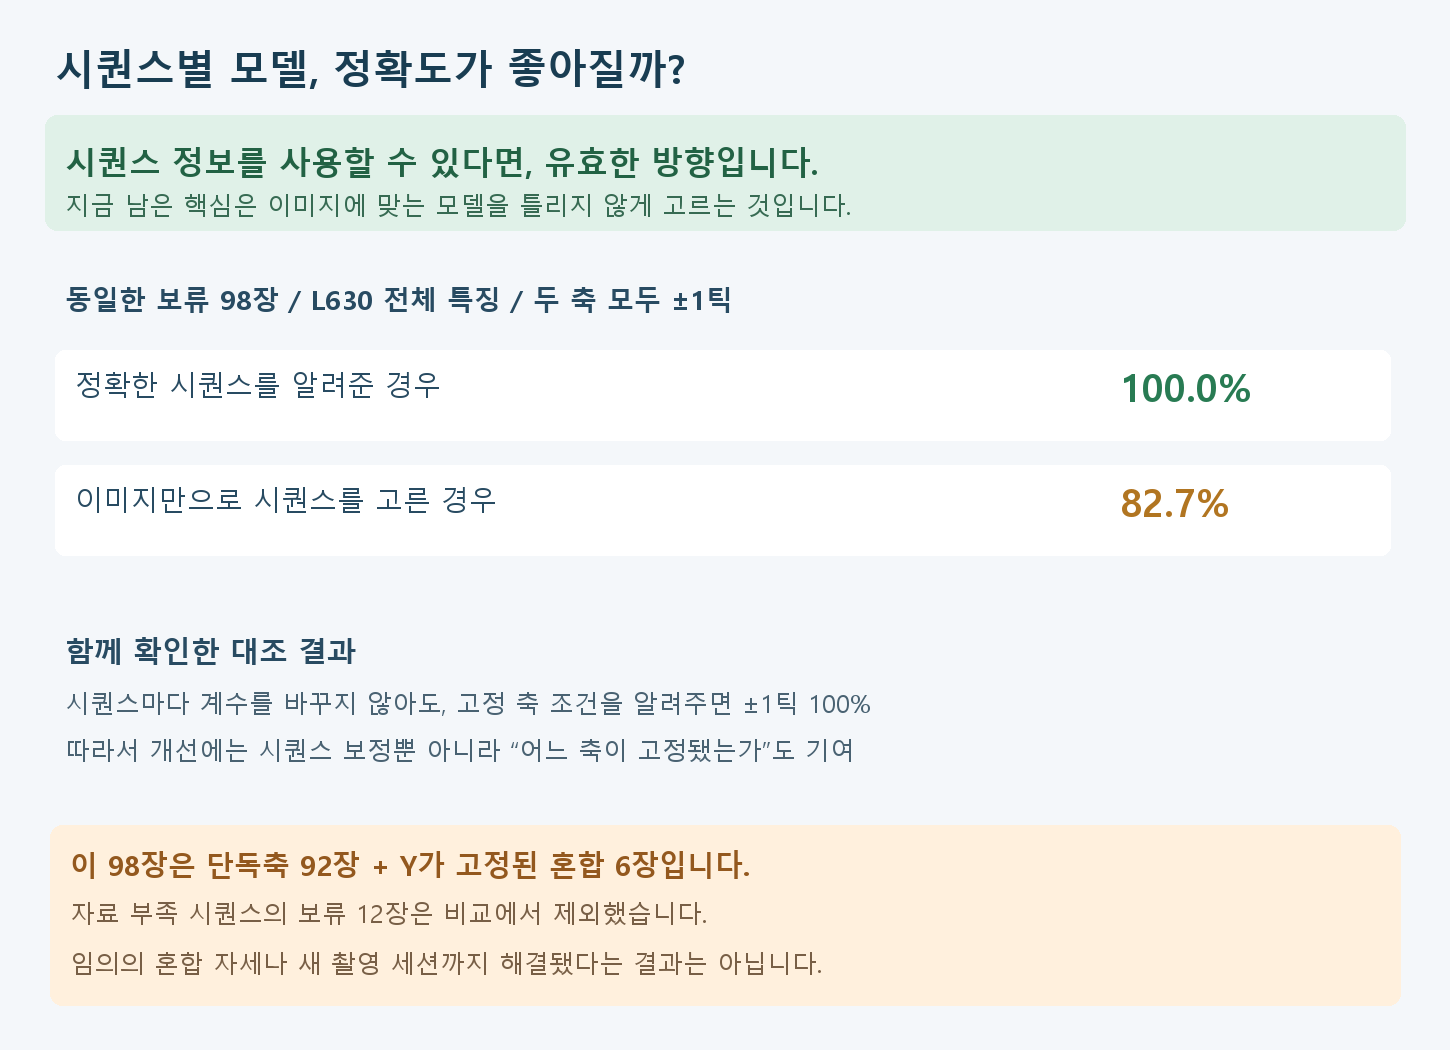 시퀀스별 모델, 정확도가 좋아질까?
시퀀스 정보를 사용할 수 있다면, 유효한 방향입니다.
지금 남은 핵심은 이미지에 맞는 모델을 틀리지 않게 고르는 것입니다.
동일한 보류 98장 / L630 전체 특징 / 두 축 모두 ±1틱
정확한 시퀀스를 알려준 경우
100.0%
이미지만으로 시퀀스를 고른 경우
82.7%
함께 확인한 대조 결과
시퀀스마다 계수를 바꾸지 않아도, 고정 축 조건을 알려주면 ±1틱 100%
따라서 개선에는 시퀀스 보정뿐 아니라 “어느 축이 고정됐는가”도 기여
이 98장은 단독축 92장 + Y가 고정된 혼합 6장입니다.
자료 부족 시퀀스의 보류 12장은 비교에서 제외했습니다.
임의의 혼합 자세나 새 촬영 세션까지 해결됐다는 결과는 아닙니다.